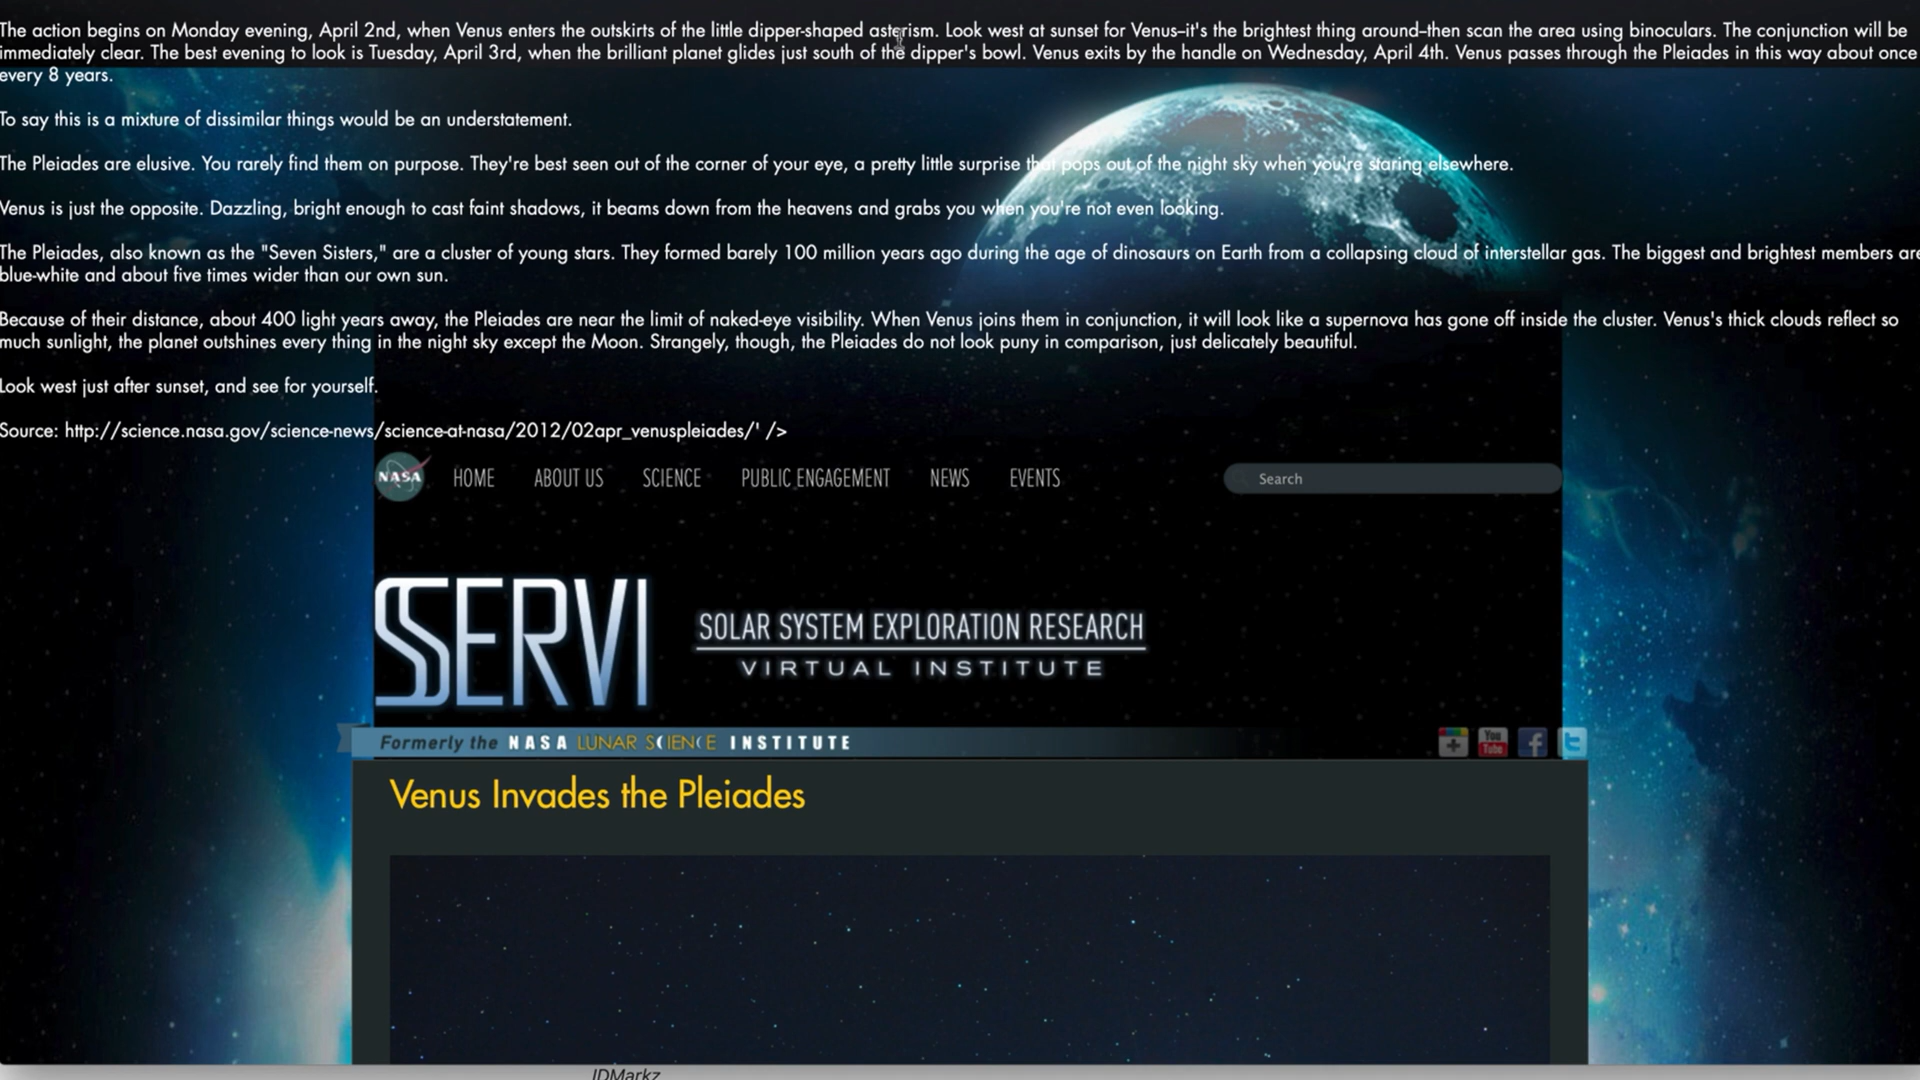 The action begins on Monday evening, April 2nd, when Venus enters the outskirts of the little dipper-shaped asterism. Look west at sunset for Venus–it's the brightest thing around–then scan the area using binoculars. The conjunction will be
immediately clear. The best evening to look is Tuesday, April 3rd, when the brilliant planet glides just south of the dipper's bowl. Venus exits by the handle on Wednesday, April 4th. Venus passes through the Pleiades in this way about once
every 8 years.
To say this is a mixture of dissimilar things would be an understatement.
The Pleiades are elusive. You rarely find them on purpose. They're best seen out of the corner of your eye, a pretty little surprise that pops out of the night sky when you're staring elsewhere.
Venus is just the opposite. Dazzling, bright enough to cast faint shadows, it beams down from the heavens and grabs you when you're not even looking.
The Pleiades, also known as the "Seven Sisters," are a cluster of young stars. They formed barely 100 million years ago during the age of dinosaurs on Earth from a collapsing cloud of interstellar gas. The biggest and brightest members are
blue-white and about five times wider than our own sun.
Because of their distance, about 400 light years away, the Pleiades are near the limit of naked-eye visibility. When Venus joins them in conjunction, it will look like a supernova has gone off inside the cluster. Venus's thick clouds reflect so
much sunlight, the planet outshines every thing in the night sky except the Moon. Strangely, though, the Pleiades do not look puny in comparison, just delicately beautiful.
Look west just after sunset, and see for yourself.
Source: http://science.nasa.gov/science-news/science-at-nasa/2012/02apr_venuspleiades/' />
NASA HOME ABOUT US SCIENCE PUBLIC ENGAGEMENT NEWS EVENTS Search
SSERVI
SOLAR SYSTEM EXPLORATION RESEARCH
VIRTUAL INSTITUTE
Formerly the NASA LUNAR SCIENCE INSTITUTE
You Tube
Venus Invades the Pleiades
IDMarkz